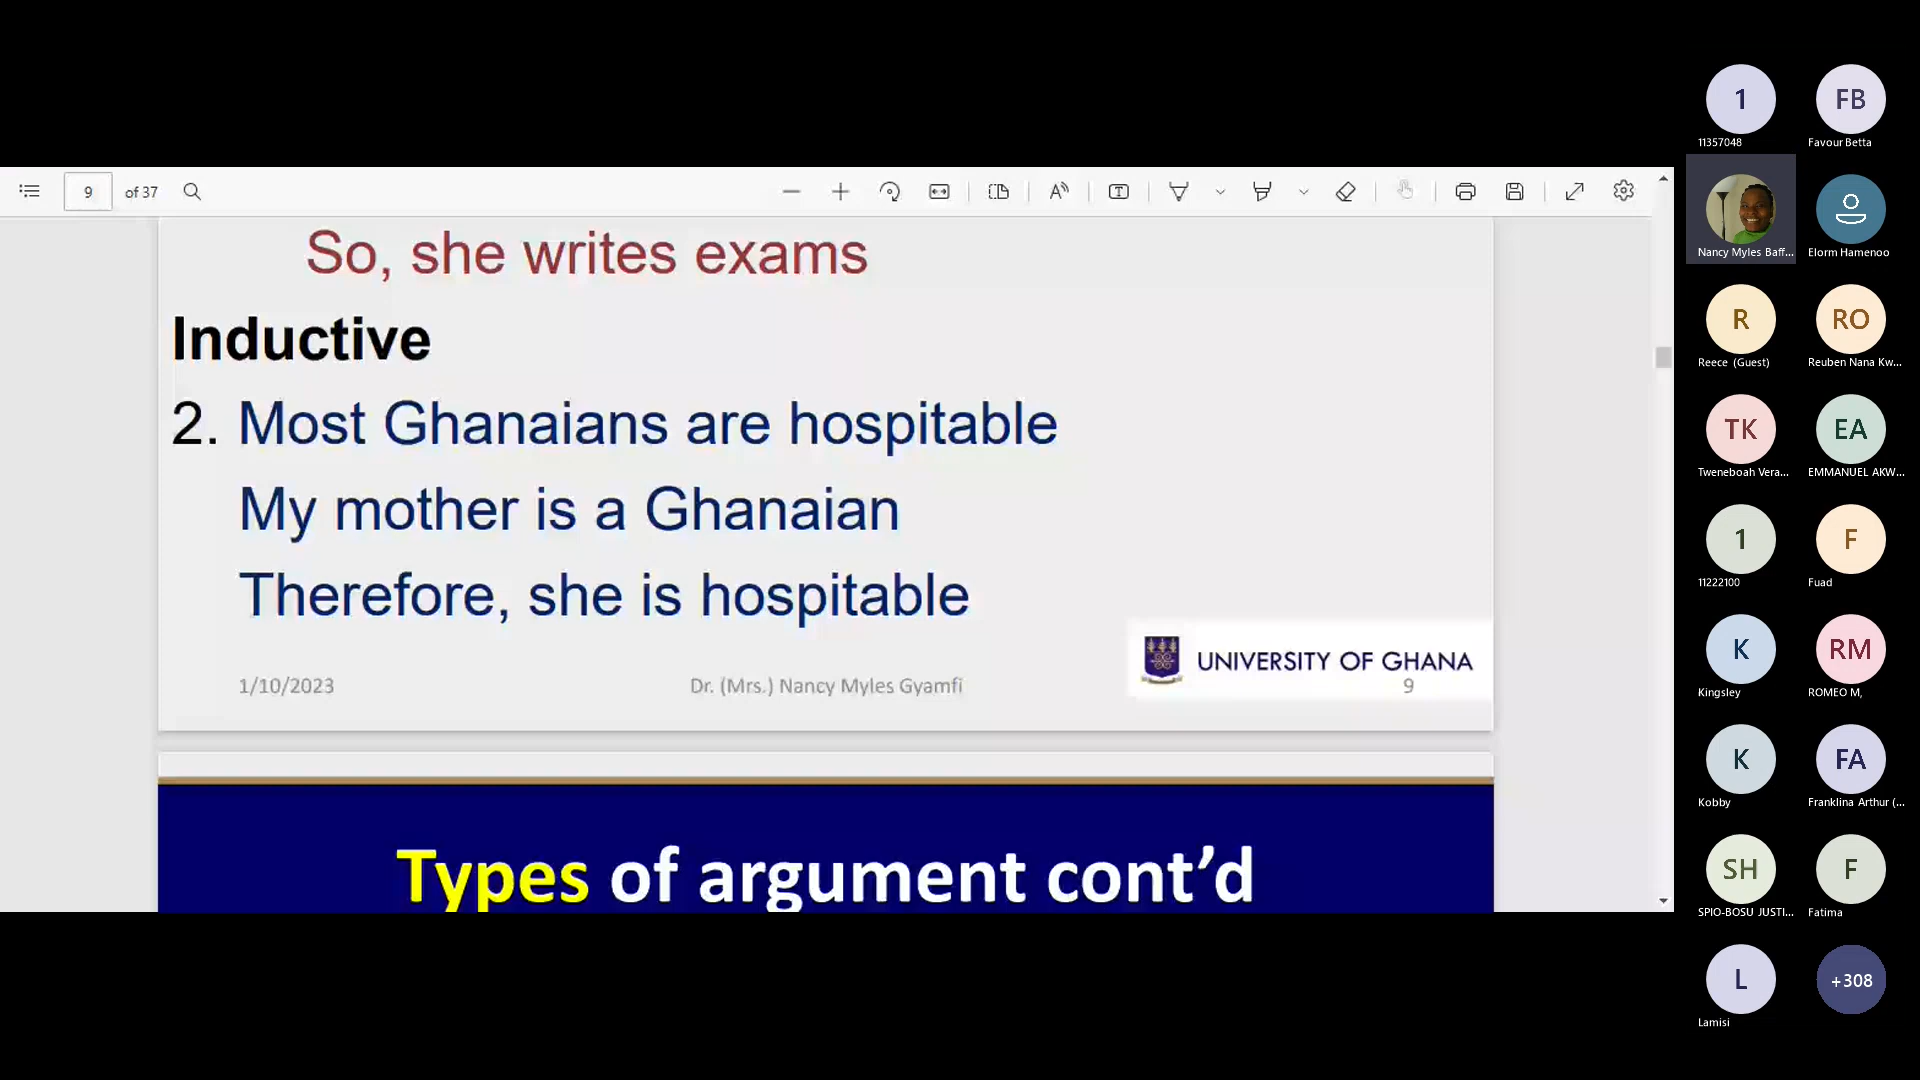 9 of 37
So, she writes exams
Inductive
2. Most Ghanaians are hospitable
My mother is a Ghanaian
Therefore, she is hospitable
UNIVERSITY OF GHANA
1/10/2023 Dr. (Mrs.) Nancy Myles Gyamfi 9
Types of argument cont’d
1 FB
11357048 Favour Betta
Nancy Myles Baff... Elorm Hamenoo
R RO
Reece (Guest) Reuben Nana Kw...
TK EA
Tweneboah Vera... EMMANUEL AKW...
1 F
11222100 Fuad
K RM
Kingsley ROMEO M,
K FA
Kobby Franklina Arthur (...
SH F
SPIO-BOSU JUSTI... Fatima
L +308
Lamisi